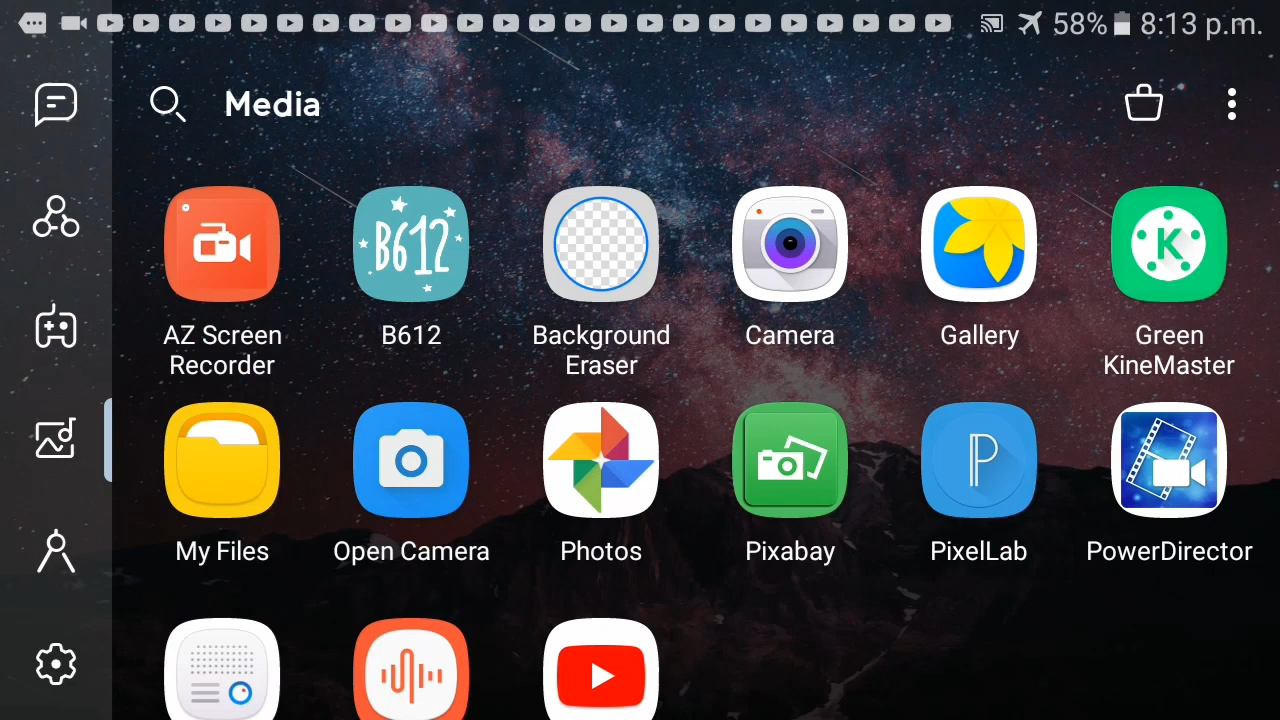 58% 8:13 p.m.
Media
B612
K
AZ Screen Recorder
B612
Background Eraser
Camera
Gallery
Green KineMaster
P
My Files
Open Camera
Photos
Pixabay
PixelLab
PowerDirector